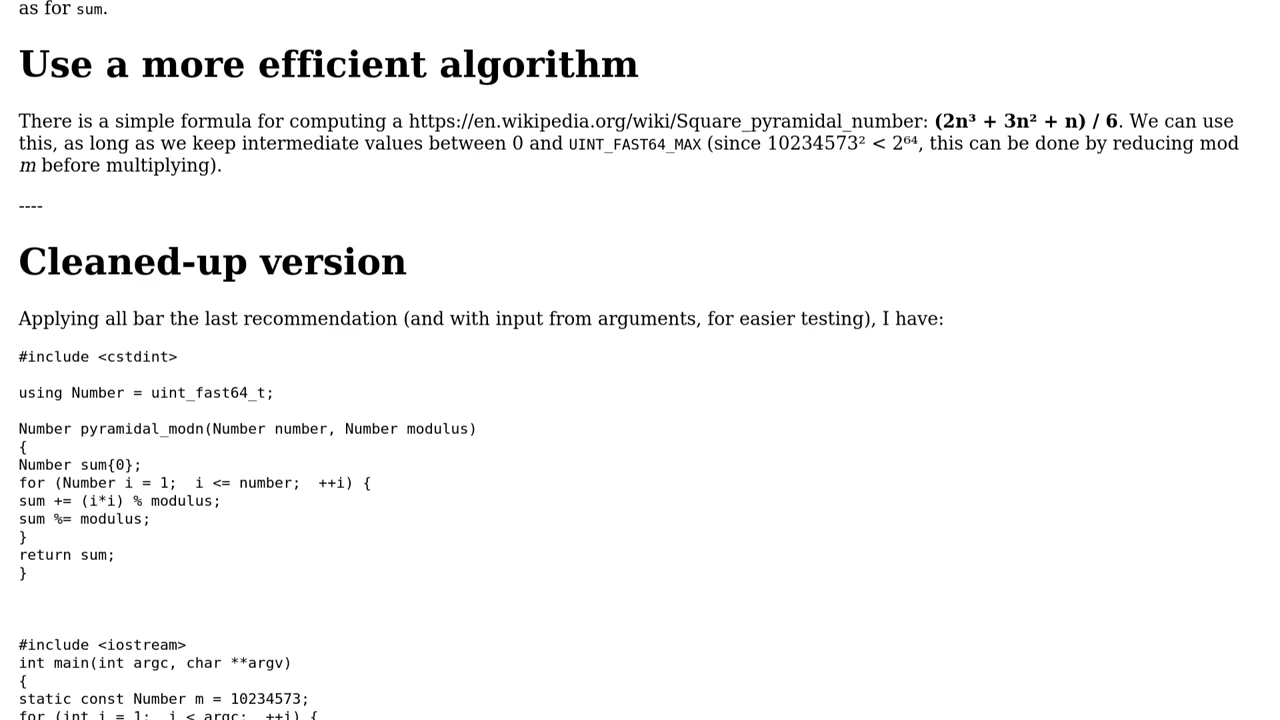 as for sum.
Use a more efficient algorithm
There is a simple formula for computing a https://en.wikipedia.org/wiki/Square_pyramidal_number: (2n³ + 3n² + n) / 6. We can use
this, as long as we keep intermediate values between 0 and UINT_FAST64_MAX (since 10234573² < 2⁶⁴, this can be done by reducing mod
m before multiplying).
----
Cleaned-up version
Applying all bar the last recommendation (and with input from arguments, for easier testing), I have:
#include <cstdint>
using Number = uint_fast64_t;
Number pyramidal_modn(Number number, Number modulus)
{
Number sum{0};
for (Number i = 1;  i <= number;  ++i) {
sum += (i*i) % modulus;
sum %= modulus;
}
return sum;
}
#include <iostream>
int main(int argc, char **argv)
{
static const Number m = 10234573;
for (int i = 1;  i < argc;  ++i) {